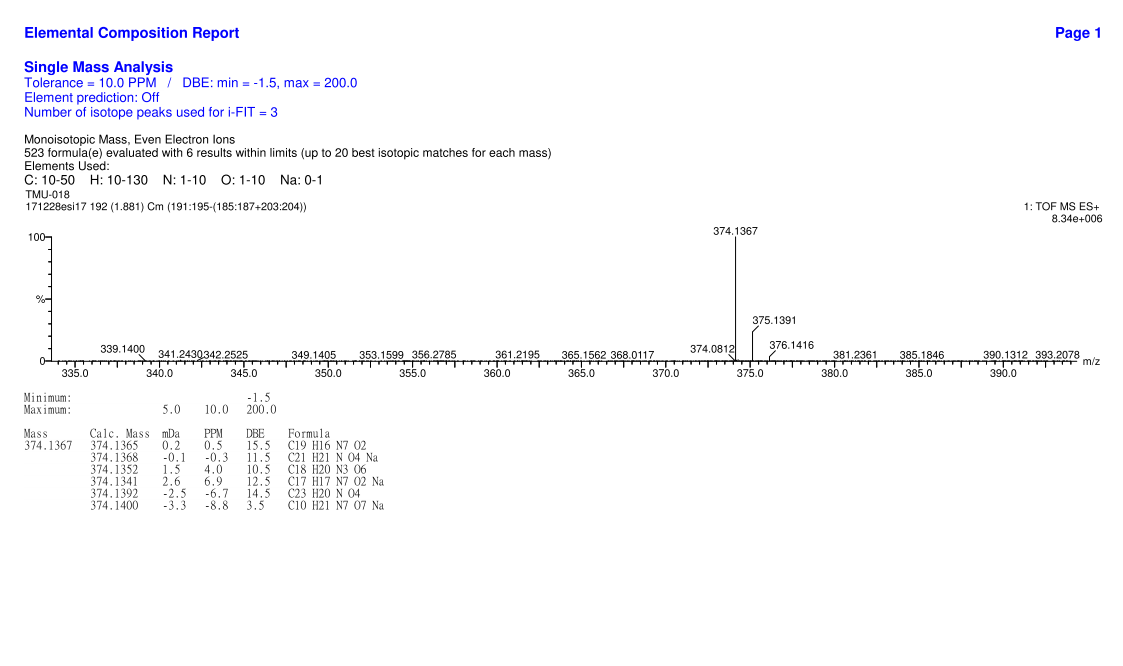 Elemental Composition Report Page 1
Single Mass Analysis
Tolerance = 10.0 PPM / DBE: min = -1.5, max = 200.0
Element prediction: Off
Number of isotope peaks used for i-FIT = 3
Monoisotopic Mass, Even Electron Ions
523 formula(e) evaluated with 6 results within limits (up to 20 best isotopic matches for each mass)
Elements Used:
C: 10-50 H: 10-130 N: 1-10 O: 1-10 Na: 0-1
TMU-018
171228esi17 192 (1.881) Cm (191:195-(185:187+203:204)) 1: TOF MS ES+
8.34e+006
100 374.1367
%
375.1391
339.1400 341.2430 342.2525 349.1405 353.1599 356.2785 361.2195 365.1562 368.0117 374.0812 376.1416 381.2361 385.1846 390.1312 393.2078
0 m/z
335.0 340.0 345.0 350.0 355.0 360.0 365.0 370.0 375.0 380.0 385.0 390.0
Minimum: -1.5
Maximum: 5.0 10.0 200.0
Mass Calc. Mass mDa PPM DBE Formula
374.1367 374.1365 0.2 0.5 15.5 C19 H16 N7 O2
374.1368 -0.1 -0.3 11.5 C21 H21 N O4 Na
374.1352 1.5 4.0 10.5 C18 H20 N3 O6
374.1341 2.6 6.9 12.5 C17 H17 N7 O2 Na
374.1392 -2.5 -6.7 14.5 C23 H20 N O4
374.1400 -3.3 -8.8 3.5 C10 H21 N7 O7 Na